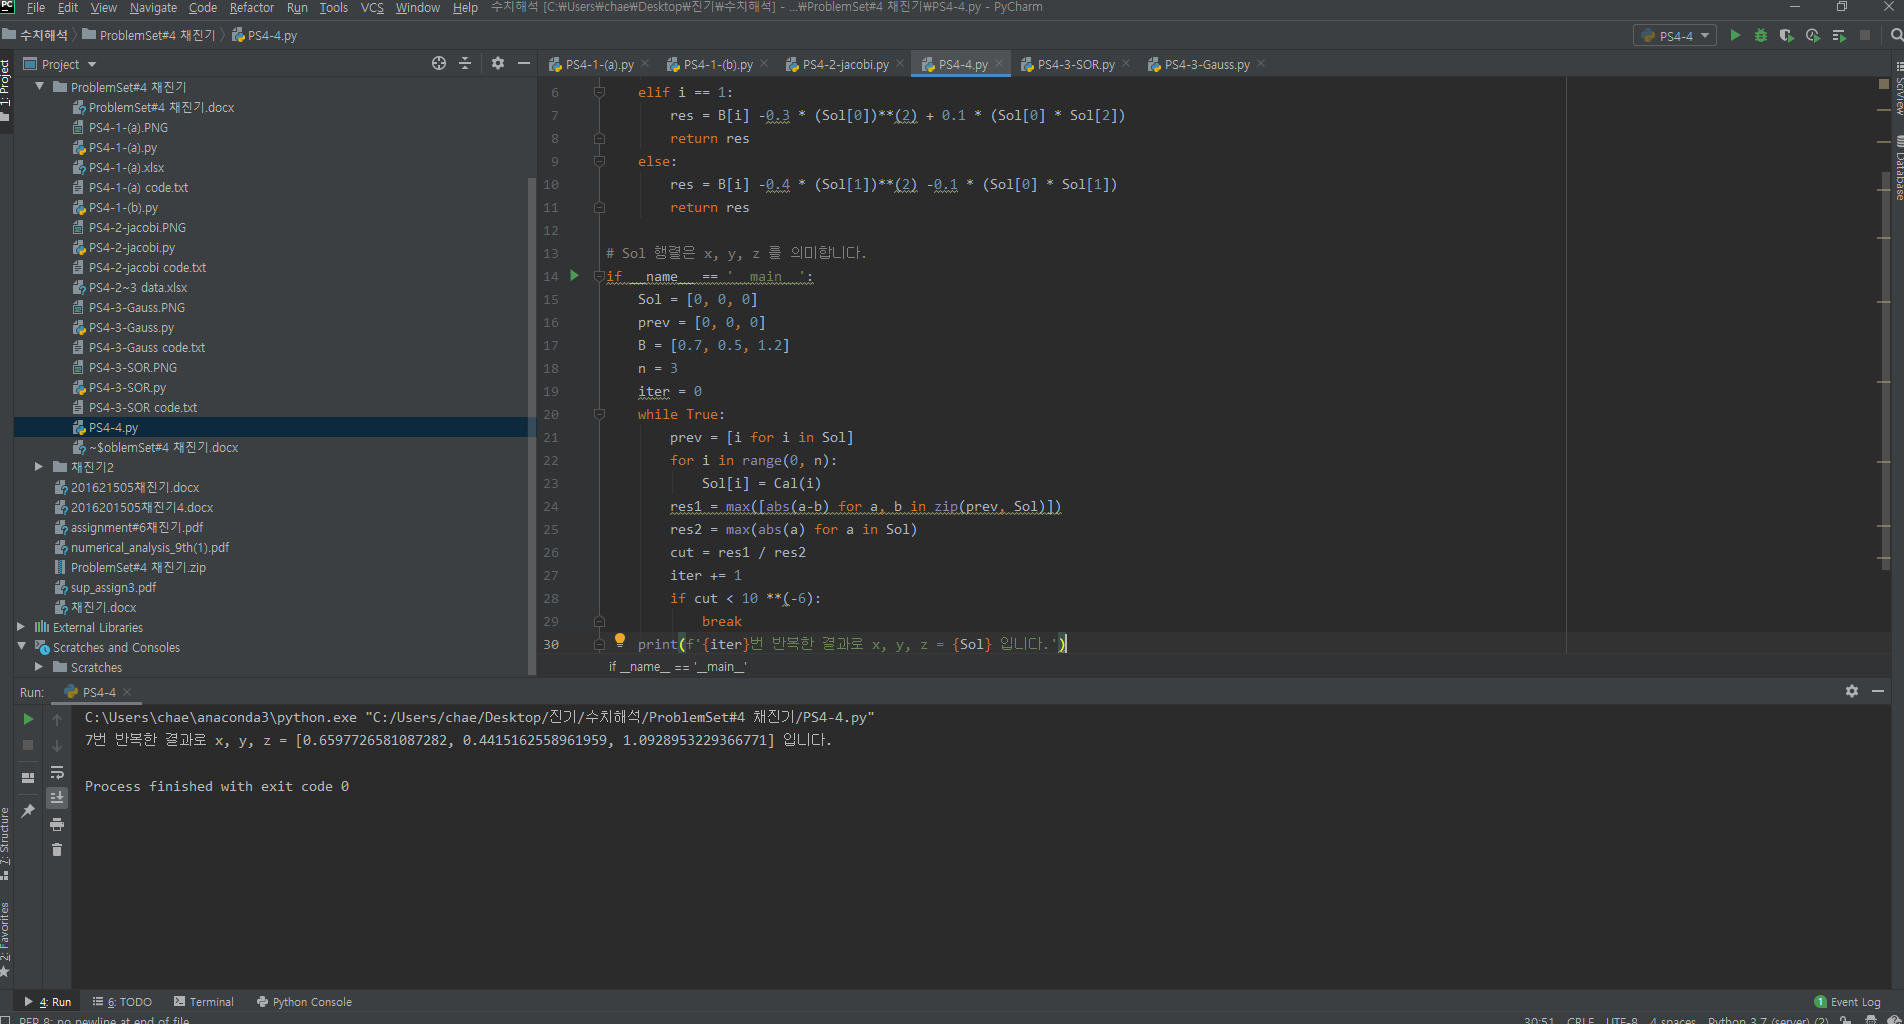 File Edit View Navigate Code Refactor Run Tools VCS Window Help 수치해석 [C:₩Users₩chae₩Desktop₩진기₩수치해석] - ...₩ProblemSet#4 채진기₩PS4-4.py - PyCharm
수치해석 ProblemSet#4 채진기 PS4-4.py PS4-4
Project PS4-1-(a).py PS4-1-(b).py PS4-2-jacobi.py PS4-4.py PS4-3-SOR.py PS4-3-Gauss.py
1: Project
ProblemSet#4 채진기
ProblemSet#4 채진기.docx
PS4-1-(a).PNG
PS4-1-(a).py
PS4-1-(a).xlsx
PS4-1-(a) code.txt
PS4-1-(b).py
PS4-2-jacobi.PNG
PS4-2-jacobi.py
PS4-2-jacobi code.txt
PS4-2~3 data.xlsx
PS4-3-Gauss.PNG
PS4-3-Gauss.py
PS4-3-Gauss code.txt
PS4-3-SOR.PNG
PS4-3-SOR.py
PS4-3-SOR code.txt
PS4-4.py
~$oblemSet#4 채진기.docx
채진기2
201621505채진기.docx
2016201505채진기4.docx
assignment#6채진기.pdf
numerical_analysis_9th(1).pdf
ProblemSet#4 채진기.zip
sup_assign3.pdf
채진기.docx
External Libraries
Scratches and Consoles
Scratches
6 elif i == 1:
7 res = B[i] -0.3 * (Sol[0])**(2) + 0.1 * (Sol[0] * Sol[2])
8 return res
9 else:
10 res = B[i] -0.4 * (Sol[1])**(2) -0.1 * (Sol[0] * Sol[1])
11 return res
12
13 # Sol 행렬은 x, y, z 를 의미합니다.
14 if __name__ == '__main__':
15 Sol = [0, 0, 0]
16 prev = [0, 0, 0]
17 B = [0.7, 0.5, 1.2]
18 n = 3
19 iter = 0
20 while True:
21 prev = [i for i in Sol]
22 for i in range(0, n):
23 Sol[i] = Cal(i)
24 res1 = max([abs(a-b) for a, b in zip(prev, Sol)])
25 res2 = max(abs(a) for a in Sol)
26 cut = res1 / res2
27 iter += 1
28 if cut < 10 **(-6):
29 break
30 print(f'{iter}번 반복한 결과로 x, y, z = {Sol} 입니다.')
if __name__ == '__main__'
SciView
Database
Run: PS4-4
C:\Users\chae\anaconda3\python.exe "C:/Users/chae/Desktop/진기/수치해석/ProblemSet#4 채진기/PS4-4.py"
7번 반복한 결과로 x, y, z = [0.6597726581087282, 0.4415162558961959, 1.0928953229366771] 입니다.
Process finished with exit code 0
7: Structure
2: Favorites
4: Run 6: TODO Terminal Python Console 1 Event Log
PEP 8: no newline at end of file 30:51 CRLF UTF-8 4 spaces Python 3.7 (server) (2)